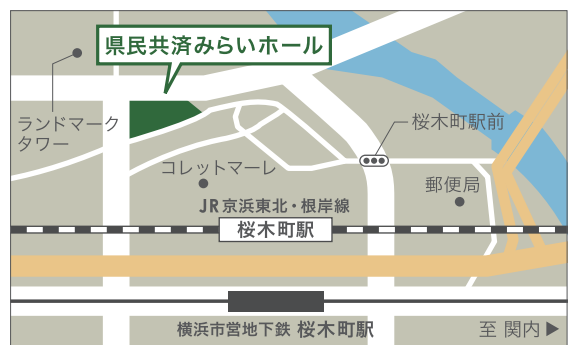 県民共済みらいホール
ランドマーク
タワー
桜木町駅前
コレットマーレ
郵便局
JR京浜東北・根岸線
桜木町駅
横浜市営地下鉄 桜木町駅
至 関内▶